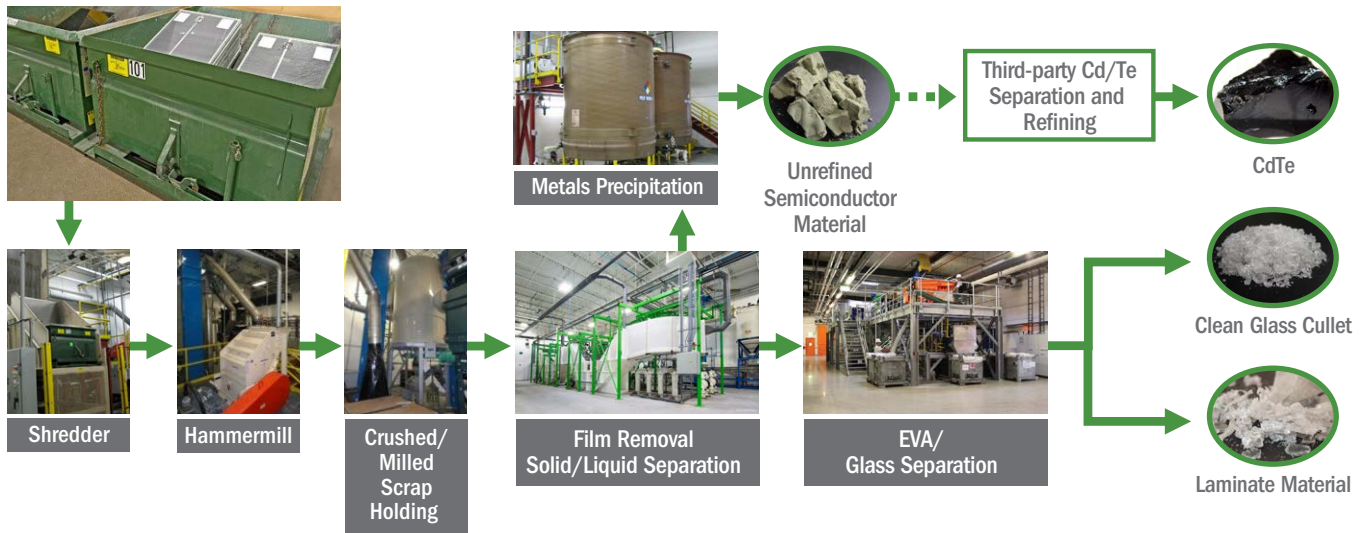 101
Metals Precipitation
Unrefined
Semiconductor
Material
Third-party Cd/Te
Separation and
Refining
CdTe
Shredder
Hammermill
Crushed/
Milled
Scrap
Holding
Film Removal
Solid/Liquid Separation
EVA/
Glass Separation
Clean Glass Cullet
Laminate Material